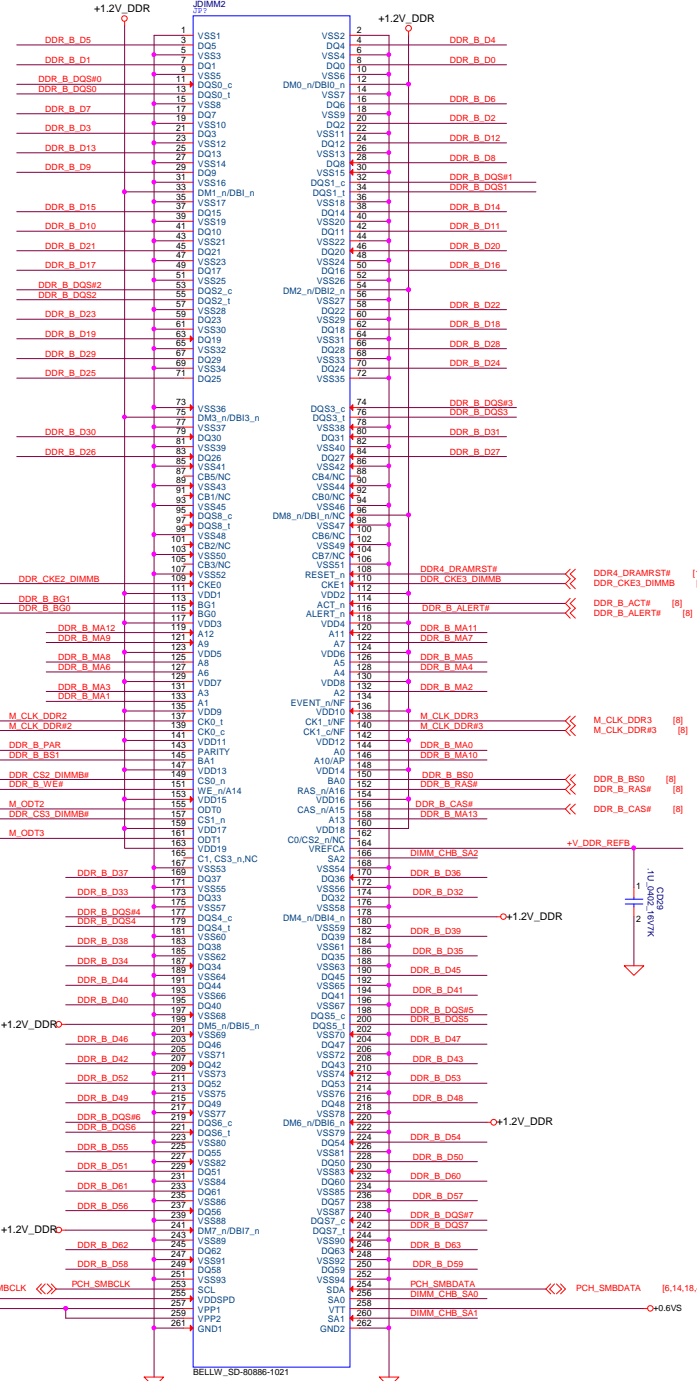 JDIMM2
JP?
+1.2V_DDR
1 VSS1
DDR_B_D5 3 DQ5
5 VSS3
DDR_B_D1 7 DQ1
9 VSS5
DDR_B_DQS#0 11 DQS0_c
DDR_B_DQS0 13 DQS0_t
15 VSS8
DDR_B_D7 17 DQ7
19 VSS10
DDR_B_D3 21 DQ3
23 VSS12
DDR_B_D13 25 DQ13
27 VSS14
DDR_B_D9 29 DQ9
31 VSS16
33 DM1_n/DBI_n
35 VSS17
DDR_B_D15 37 DQ15
39 VSS19
DDR_B_D10 41 DQ10
43 VSS21
DDR_B_D21 45 DQ21
47 VSS23
DDR_B_D17 49 DQ17
51 VSS25
DDR_B_DQS#2 53 DQS2_c
DDR_B_DQS2 55 DQS2_t
57 VSS28
DDR_B_D23 59 DQ23
61 VSS30
DDR_B_D19 63 DQ19
65 VSS32
DDR_B_D29 67 DQ29
69 VSS34
DDR_B_D25 71 DQ25
73 VSS36
75 DM3_n/DBI3_n
77 VSS37
DDR_B_D30 79 DQ30
81 VSS39
DDR_B_D26 83 DQ26
85 VSS41
87 CB5/NC
89 VSS43
91 CB1/NC
93 VSS45
95 DQS8_c
97 DQS8_t
99 VSS48
101 CB2/NC
103 VSS50
105 CB3/NC
107 VSS52
DDR_CKE2_DIMMB 109 CKE0
111 VDD1
DDR_B_BG1 113 BG1
DDR_B_BG0 115 BG0
117 VDD3
DDR_B_MA12 119 A12
DDR_B_MA9 121 A9
123 VDD5
DDR_B_MA8 125 A8
DDR_B_MA6 127 A6
129 VDD7
DDR_B_MA3 131 A3
DDR_B_MA1 133 A1
135 VDD9
M_CLK_DDR2 137 CK0_t
M_CLK_DDR#2 139 CK0_c
141 VDD11
DDR_B_PAR 143 PARITY
DDR_B_BS1 145 BA1
147 VDD13
DDR_CS2_DIMMB# 149 CS0_n
DDR_B_WE# 151 WE_n/A14
153 VDD15
M_ODT2 155 ODT0
DDR_CS3_DIMMB# 157 CS1_n
159 VDD17
M_ODT3 161 ODT1
163 VDD19
165 C1, CS3_n,NC
167 VSS53
DDR_B_D37 169 DQ37
171 VSS55
DDR_B_D33 173 DQ33
175 VSS57
DDR_B_DQS#4 177 DQS4_c
DDR_B_DQS4 179 DQS4_t
181 VSS60
DDR_B_D38 183 DQ38
185 VSS62
DDR_B_D34 187 DQ34
189 VSS64
DDR_B_D44 191 DQ44
193 VSS66
DDR_B_D40 195 DQ40
197 VSS68
+1.2V_DDR 199 DM5_n/DBI5_n
201 VSS69
DDR_B_D46 203 DQ46
205 VSS71
DDR_B_D42 207 DQ42
209 VSS73
DDR_B_D52 211 DQ52
213 VSS75
DDR_B_D49 215 DQ49
217 VSS77
DDR_B_DQS#6 219 DQS6_c
DDR_B_DQS6 221 DQS6_t
223 VSS80
DDR_B_D55 225 DQ55
227 VSS82
DDR_B_D51 229 DQ51
231 VSS84
DDR_B_D61 233 DQ61
235 VSS86
DDR_B_D56 237 DQ56
239 VSS88
+1.2V_DDR 241 DM7_n/DBI7_n
243 VSS89
DDR_B_D62 245 DQ62
247 VSS91
DDR_B_D58 249 DQ58
251 VSS93
MBCLK PCH_SMBCLK 253 SCL
255 VDDSPD
257 VPP1
259 VPP2
261 GND1
+1.2V_DDR
VSS2 2
DQ4 4 DDR_B_D4
VSS4 6
DQ0 8 DDR_B_D0
VSS6 10
DM0_n/DBI0_n 12
VSS7 14
DQ6 16 DDR_B_D6
VSS9 18
DQ2 20 DDR_B_D2
VSS11 22
DQ12 24 DDR_B_D12
VSS13 26
DQ8 28 DDR_B_D8
VSS15 30
DQS1_c 32 DDR_B_DQS#1
DQS1_t 34 DDR_B_DQS1
VSS18 36
DQ14 38 DDR_B_D14
VSS20 40
DQ11 42 DDR_B_D11
VSS22 44
DQ20 46 DDR_B_D20
VSS24 48
DQ16 50 DDR_B_D16
VSS26 52
DM2_n/DBI2_n 54
VSS27 56
DQ22 58 DDR_B_D22
VSS29 60
DQ18 62 DDR_B_D18
VSS31 64
DQ28 66 DDR_B_D28
VSS33 68
DQ24 70 DDR_B_D24
VSS35 72
DQS3_c 74 DDR_B_DQS#3
DQS3_t 76 DDR_B_DQS3
VSS38 78
DQ31 80 DDR_B_D31
VSS40 82
DQ27 84 DDR_B_D27
VSS42 86
CB4/NC 88
VSS44 90
CB0/NC 92
VSS46 94
DM8_n/DBI_n/NC 96
VSS47 98
CB6/NC 100
VSS49 102
CB7/NC 104
VSS51 106
RESET_n 108 DDR4_DRAMRST# DDR4_DRAMRST#
CKE1 110 DDR_CKE3_DIMMB DDR_CKE3_DIMMB
VDD2 112
ACT_n 114 DDR_B_ACT# [8]
ALERT_n 116 DDR_B_ALERT# DDR_B_ALERT# [8]
VDD4 118
A11 120 DDR_B_MA11
A7 122 DDR_B_MA7
VDD6 124
A5 126 DDR_B_MA5
A4 128 DDR_B_MA4
VDD8 130
A2 132 DDR_B_MA2
EVENT_n/NF 134
VDD10 136
CK1_t/NF 138 M_CLK_DDR3 M_CLK_DDR3 [8]
CK1_c/NF 140 M_CLK_DDR#3 M_CLK_DDR#3 [8]
VDD12 142
A0 144 DDR_B_MA0
A10/AP 146 DDR_B_MA10
VDD14 148
BA0 150 DDR_B_BS0 DDR_B_BS0 [8]
RAS_n/A16 152 DDR_B_RAS# DDR_B_RAS# [8]
VDD16 154
CAS_n/A15 156 DDR_B_CAS# DDR_B_CAS# [8]
A13 158 DDR_B_MA13
VDD18 160
C0/CS2_n/NC 162
VREFCA 164 +V_DDR_REFB
SA2 166 DIMM_CHB_SA2
VSS54 168
DQ36 170 DDR_B_D36
VSS56 172
DQ32 174 DDR_B_D32
VSS58 176
DM4_n/DBI4_n 178 +1.2V_DDR
VSS59 180
DQ39 182 DDR_B_D39
VSS61 184
DQ35 186 DDR_B_D35
VSS63 188
DQ45 190 DDR_B_D45
VSS65 192
DQ41 194 DDR_B_D41
VSS67 196
DQS5_c 198 DDR_B_DQS#5
DQS5_t 200 DDR_B_DQS5
VSS70 202
DQ47 204 DDR_B_D47
VSS72 206
DQ43 208 DDR_B_D43
VSS74 210
DQ53 212 DDR_B_D53
VSS76 214
DQ48 216 DDR_B_D48
VSS78 218
DM6_n/DBI6_n 220 +1.2V_DDR
VSS79 222
DQ54 224 DDR_B_D54
VSS81 226
DQ50 228 DDR_B_D50
VSS83 230
DQ60 232 DDR_B_D60
VSS85 234
DQ57 236 DDR_B_D57
VSS87 238
DQS7_c 240 DDR_B_DQS#7
DQS7_t 242 DDR_B_DQS7
VSS90 244
DQ63 246 DDR_B_D63
VSS92 248
DQ59 250 DDR_B_D59
VSS94 252
SDA 254 PCH_SMBDATA PCH_SMBDATA [6,14,18,
SA0 256 DIMM_CHB_SA0
VTT 258 +0.6VS
SA1 260 DIMM_CHB_SA1
GND2 262
1
2
CD29
.1U_0402_16V7K
BELLW_SD-80886-1021